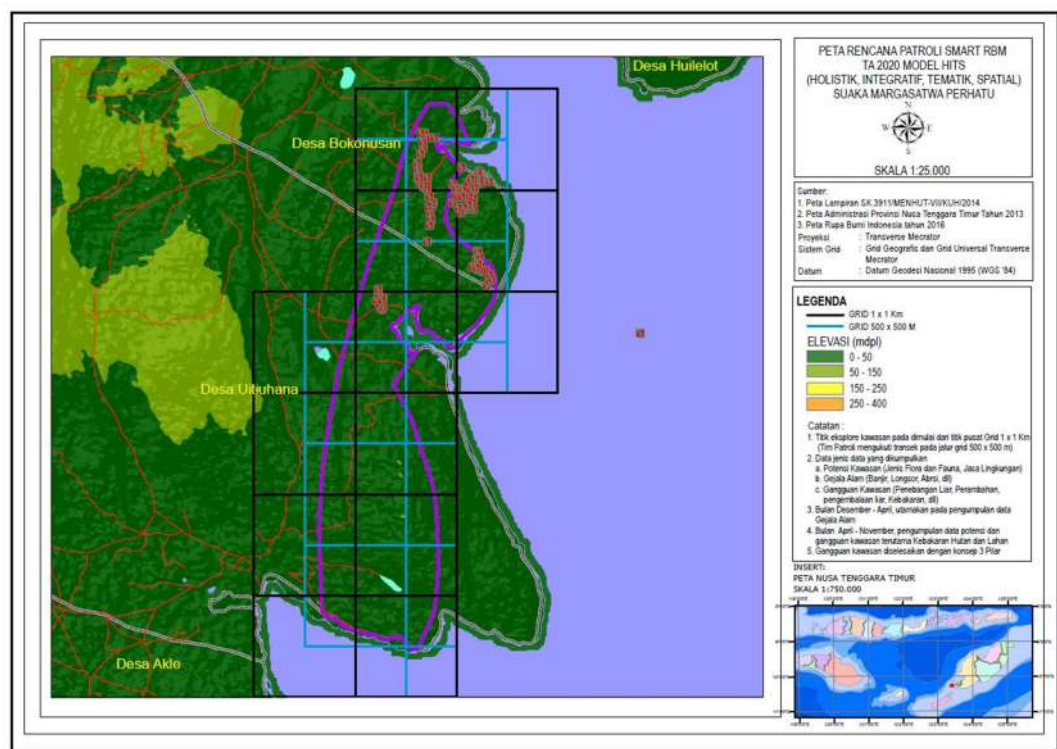 Desa Huilelot
Desa Bokonusan
Desa Uitiuhana
Desa Akle
PETA RENCANA PATROLI SMART RBM
TA 2020 MODEL HITS
(HOLISTIK, INTEGRATIF, TEMATIK, SPATIAL)
SUAKA MARGASATWA PERHATU
N
W E
S
SKALA 1:25.000
Sumber:
1. Peta Lampiran SK.3911/MENHUT-VII/KUH/2014
2. Peta Administrasi Provinsi Nusa Tenggara Timur Tahun 2013
3. Peta Rupa Bumi Indonesia tahun 2016
Proyeksi : Transverse Mecrator
Sistem Grid : Grid Geografis dan Grid Universal Transverse
Mecrator
Datum : Datum Geodesi Nasional 1995 (WGS '84)
LEGENDA
GRID 1 x 1 Km
GRID 500 x 500 M
ELEVASI (mdpl)
0 - 50
50 - 150
150 - 250
250 - 400
Catatan :
1. Titik eksplore kawasan pada dimulai dari titik pusat Grid 1 x 1 Km
(Tim Patroli mengikuti transek pada jalur grid 500 x 500 m)
2. Data jenis data yang dikumpulkan
a. Potensi Kawasan (Jenis Flora dan Fauna, Jasa Lingkungan)
b. Gejala Alam (Banjir, Longsor, Abrsi, dll)
c. Gangguan Kawasan (Penebangan Liar, Perambahan,
pengembalaan liar, Kebakaran, dll)
3. Bulan Desember - April, utamakan pada pengumpulan data
Gejala Alam
4. Bulan April - November, pengumpulan data potensi dan
gangguan kawasan terutama Kebakaran Hutan dan Lahan
5. Gangguan kawasan diselesaikan dengan konsep 3 Pilar
INSERT:
PETA NUSA TENGGARA TIMUR
SKALA 1:750.000